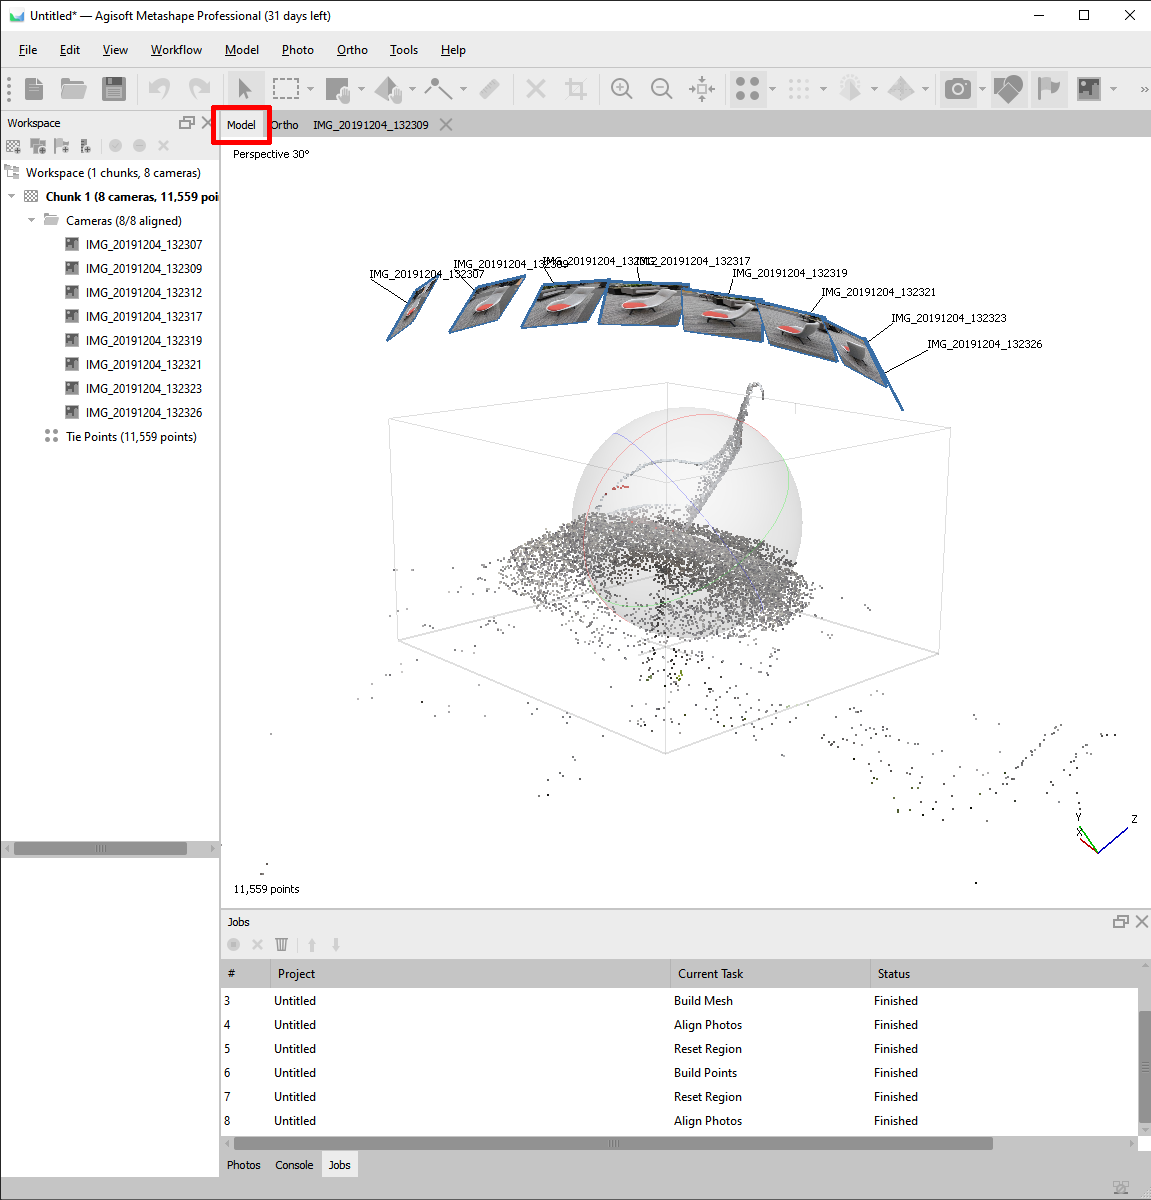 Untitled* — Agisoft Metashape Professional (31 days left)
File Edit View Workflow Model Photo Ortho Tools Help
Workspace
Model Ortho IMG_20191204_132309
Perspective 30°
Workspace (1 chunks, 8 cameras)
Chunk 1 (8 cameras, 11,559 poi
Cameras (8/8 aligned)
IMG_20191204_132307
IMG_20191204_132309
IMG_20191204_132312
IMG_20191204_132317
IMG_20191204_132319
IMG_20191204_132321
IMG_20191204_132323
IMG_20191204_132326
Tie Points (11,559 points)
IMG_20191204_132307
IMG_20191204_132309
IMG_20191204_132312
IMG_20191204_132317
IMG_20191204_132319
IMG_20191204_132321
IMG_20191204_132323
IMG_20191204_132326
Y
X
Z
11,559 points
Jobs
# Project Current Task Status
3 Untitled Build Mesh Finished
4 Untitled Align Photos Finished
5 Untitled Reset Region Finished
6 Untitled Build Points Finished
7 Untitled Reset Region Finished
8 Untitled Align Photos Finished
Photos Console Jobs